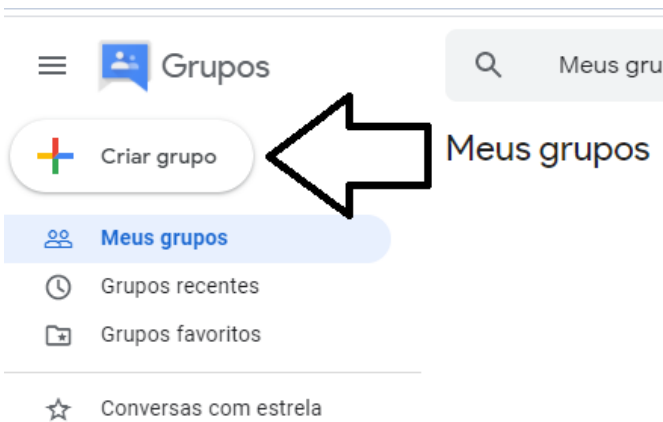 Grupos
Meus gru
Criar grupo
Meus grupos
Meus grupos
Grupos recentes
Grupos favoritos
Conversas com estrela